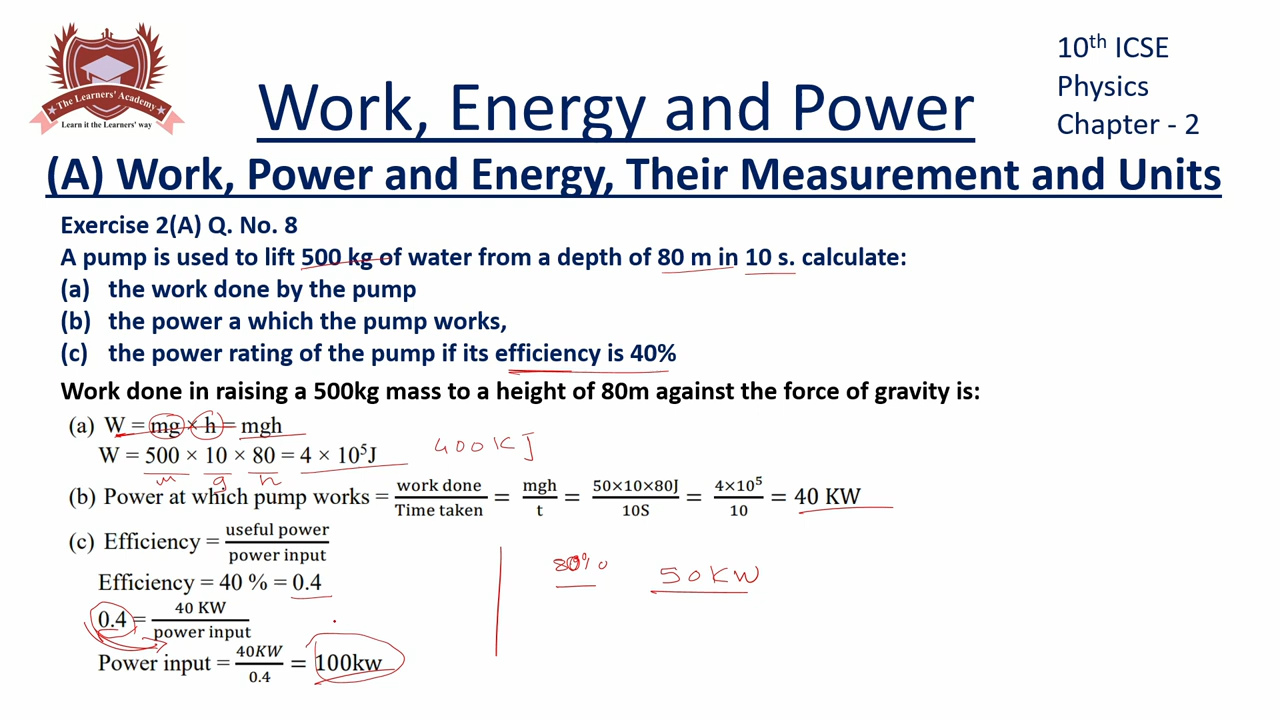 The Learners' Academy
Learn it the Learners' way
10th ICSE
Physics
Chapter - 2
Work, Energy and Power
(A) Work, Power and Energy, Their Measurement and Units
Exercise 2(A) Q. No. 8
A pump is used to lift 500 kg of water from a depth of 80 m in 10 s. calculate:
(a) the work done by the pump
(b) the power a which the pump works,
(c) the power rating of the pump if its efficiency is 40%
Work done in raising a 500kg mass to a height of 80m against the force of gravity is:
(a) W = mg × h = mgh
W = 500 × 10 × 80 = 4 × 10⁵J 400KJ
m g h
(b) Power at which pump works = work done / Time taken = mgh / t = 50×10×80J / 10S = 4×10⁵ / 10 = 40 KW
(c) Efficiency = useful power / power input
Efficiency = 40 % = 0.4
80% 50KW
0.4 = 40 KW / power input
Power input = 40KW / 0.4 = 100kw